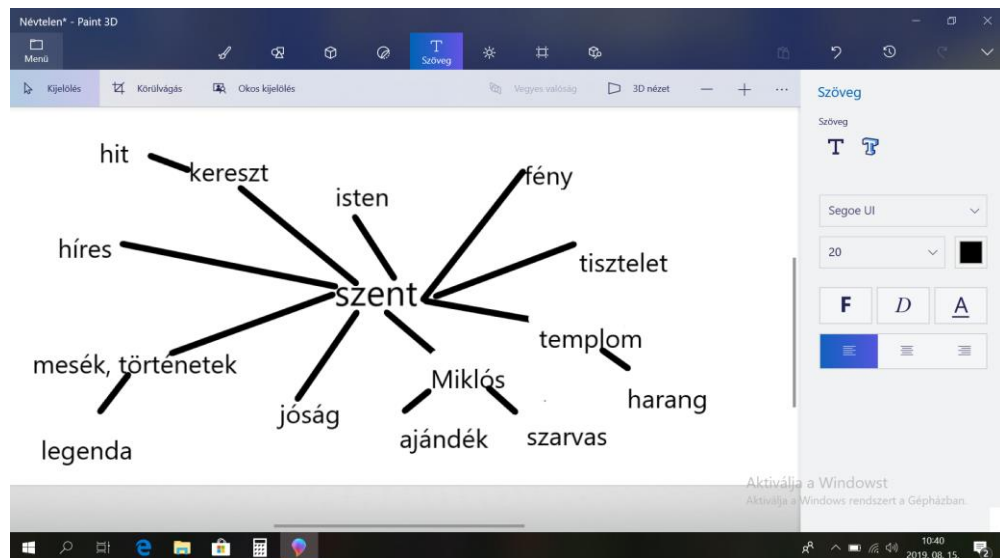 Névtelen* - Paint 3D
Menü
Szöveg
Kijelölés
Körülvágás
Okos kijelölés
Vegyes valóság
3D nézet
Szöveg
Szöveg
T T
Segoe UI
20
F D A
hit
kereszt
isten
fény
híres
tisztelet
szent
templom
mesék, történetek
Miklós
harang
jóság
ajándék
szarvas
legenda
Aktiválja a Windowst
Aktiválja a Windows rendszert a Gépházban.
10:40
2019. 08. 15.